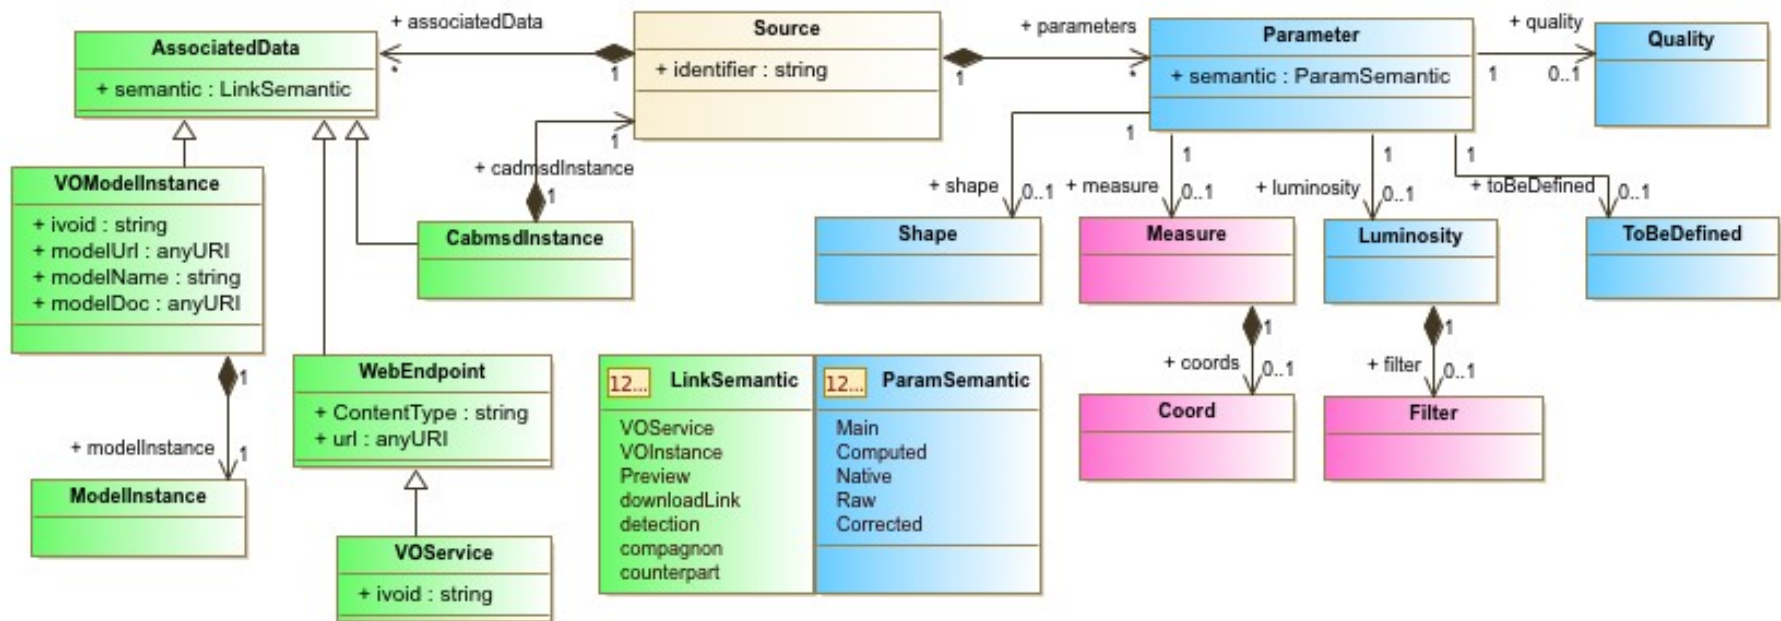 + associatedData
Source
+ parameters
Parameter
+ quality
Quality
AssociatedData
*
1
+ identifier : string
1
*
+ semantic : ParamSemantic
1
0..1
+ semantic : LinkSemantic
1
+ cadmsdInstance
1
1
1
1
1
VOModelInstance
+ ivoid : string
+ modelUrl : anyURI
+ modelName : string
+ modelDoc : anyURI
+ shape
0..1
+ measure
0..1
+ luminosity
0..1
+ toBeDefined
0..1
CabmsdInstance
Shape
Measure
Luminosity
ToBeDefined
1
1
1
+ coords
0..1
+ filter
0..1
WebEndpoint
+ ContentType : string
+ url : anyURI
12...
LinkSemantic
VOService
VOInstance
Preview
downloadLink
detection
compagnon
counterpart
12...
ParamSemantic
Main
Computed
Native
Raw
Corrected
Coord
Filter
+ modelInstance
1
ModelInstance
VOService
+ ivoid : string